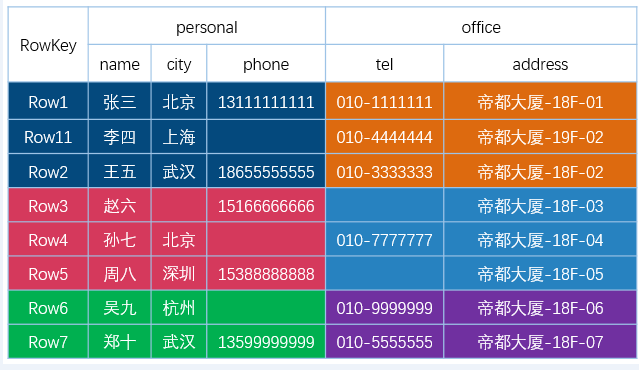 RowKey personal office
name city phone tel address
Row1 张三 北京 13111111111 010-1111111 帝都大厦-18F-01
Row11 李四 上海 010-4444444 帝都大厦-19F-02
Row2 王五 武汉 18655555555 010-3333333 帝都大厦-18F-02
Row3 赵六 15166666666 帝都大厦-18F-03
Row4 孙七 北京 010-7777777 帝都大厦-18F-04
Row5 周八 深圳 15388888888 帝都大厦-18F-05
Row6 吴九 杭州 010-9999999 帝都大厦-18F-06
Row7 郑十 武汉 13599999999 010-5555555 帝都大厦-18F-07